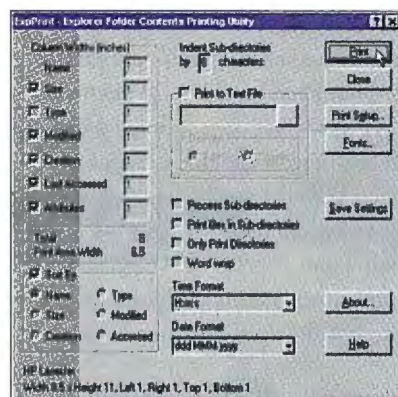 ExpPrint - Explorer Folder Contents Printing Utility
Column Widths (inches)
Name
Size
Type
Modified
Creation
Last Accessed
Attributes
Total 8
Print Area Width 6.5
Sort By
Name
Type
Size
Modified
Creation
Accessed
Indent Sub-directories
by characters
Print to Text File
Process Sub-directories
Print files in Sub-directories
Only Print Directories
Word wrap
Time Format
Date Format
ddd MMM yyyy
Print
Close
Print Setup...
Fonts...
Save Settings
About...
Help
Width 8.5 x Height 11, Left 1, Right 1, Top 1, Bottom 1